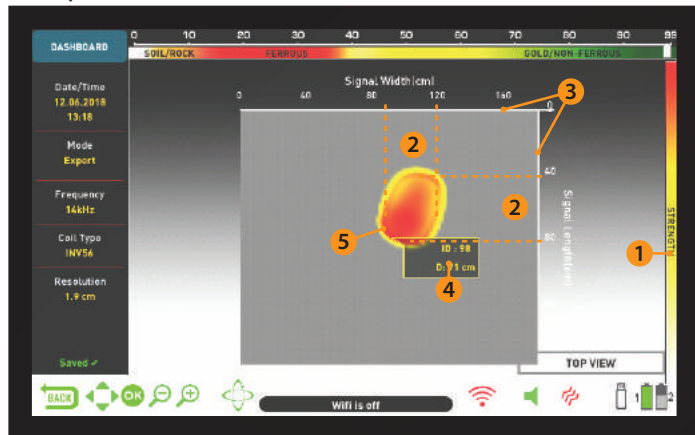 DASHBOARD
0 10 20 30 40 50 60 70 80 90 99
SOIL/ROCK FERROUS GOLD/NON-FERROUS
Date/Time
12.06.2018
13:18
Mode
Expert
Frequency
14kHz
Coil Type
INV56
Resolution
1.9 cm
Saved ✓
Signal Width(cm)
0 40 80 120 160
0
40
80
Signal Length(cm)
STRENGTH
3
2
2
1
5
4
ID : 98
D: 71 cm
TOP VIEW
BACK
OK
Wifi is off
1
2